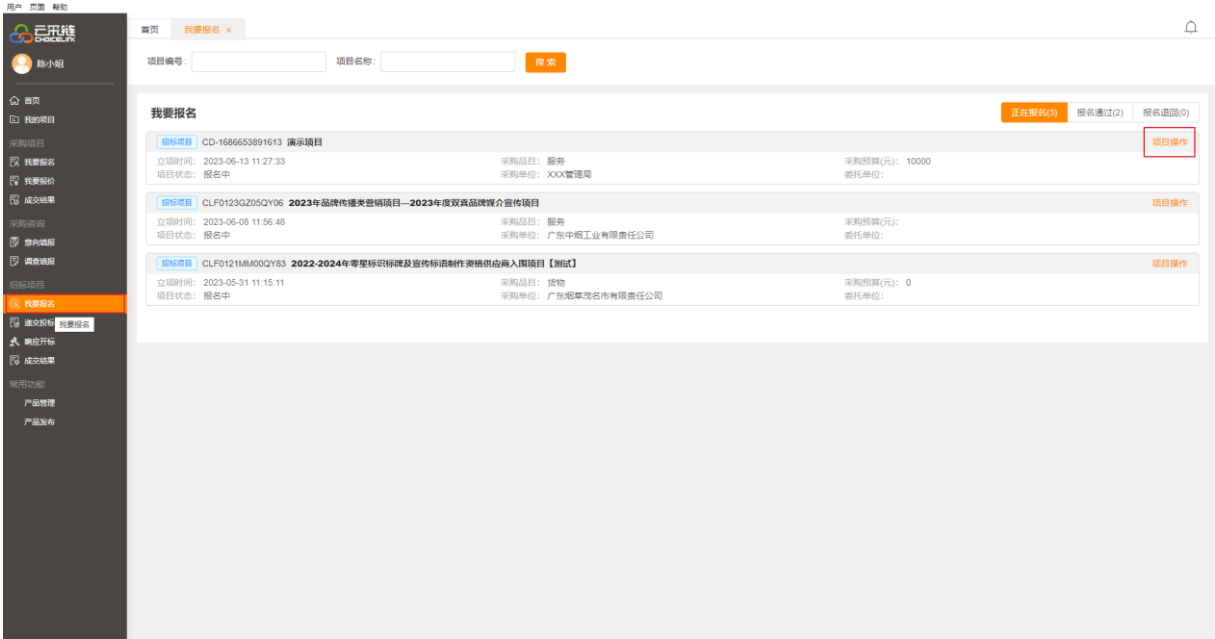 用户 页面 帮助
云采链
CHOICELINK
首页 我要报名 ×
陈小姐
项目编号: 项目名称: 搜 索
首页
我的项目
采购项目
我要报名
我要报价
成交结果
采购咨询
意向填报
调查填报
招标项目
我要报名
递交投标 我要报名
响应开标
成交结果
常用功能
产品管理
产品发布
我要报名 正在报名(3) 报名通过(2) 报名退回(0)
招标项目 CD-1686653891613 演示项目 项目操作
立项时间: 2023-06-13 11:27:33 采购品目: 服务 采购预算(元): 10000
项目状态: 报名中 采购单位: XXX管理局 委托单位:
招标项目 CLF0123GZ05QY06 2023年品牌传播类营销项目—2023年度双喜品牌媒介宣传项目 项目操作
立项时间: 2023-06-08 11:56:48 采购品目: 服务 采购预算(元):
项目状态: 报名中 采购单位: 广东中烟工业有限责任公司 委托单位:
招标项目 CLF0121MM00QY83 2022-2024年零星标识标牌及宣传标语制作资格供应商入围项目【测试】 项目操作
立项时间: 2023-05-31 11:15:11 采购品目: 货物 采购预算(元): 0
项目状态: 报名中 采购单位: 广东烟草茂名市有限责任公司 委托单位: